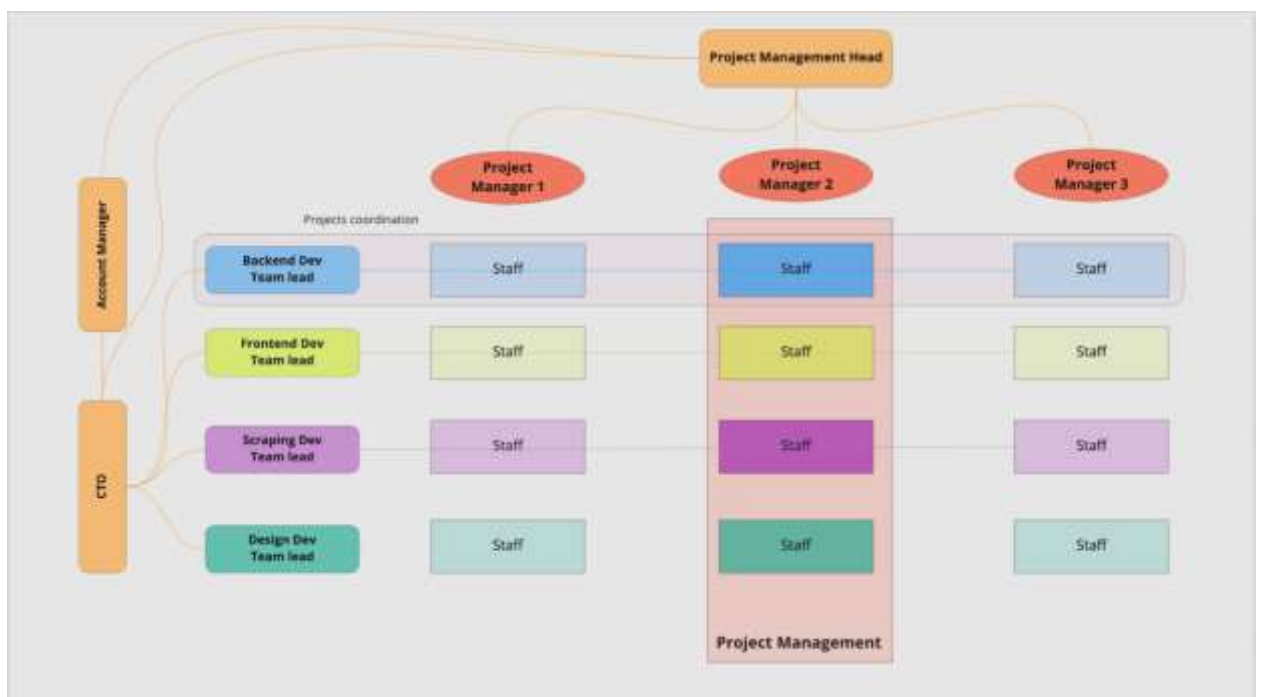 Project Management Head
Project
Manager 1
Project
Manager 2
Project
Manager 3
Account Manager
Projects coordination
Backend Dev
Team lead
Staff
Staff
Staff
Frontend Dev
Team lead
Staff
Staff
Staff
CTO
Scraping Dev
Team lead
Staff
Staff
Staff
Design Dev
Team lead
Staff
Staff
Staff
Project Management